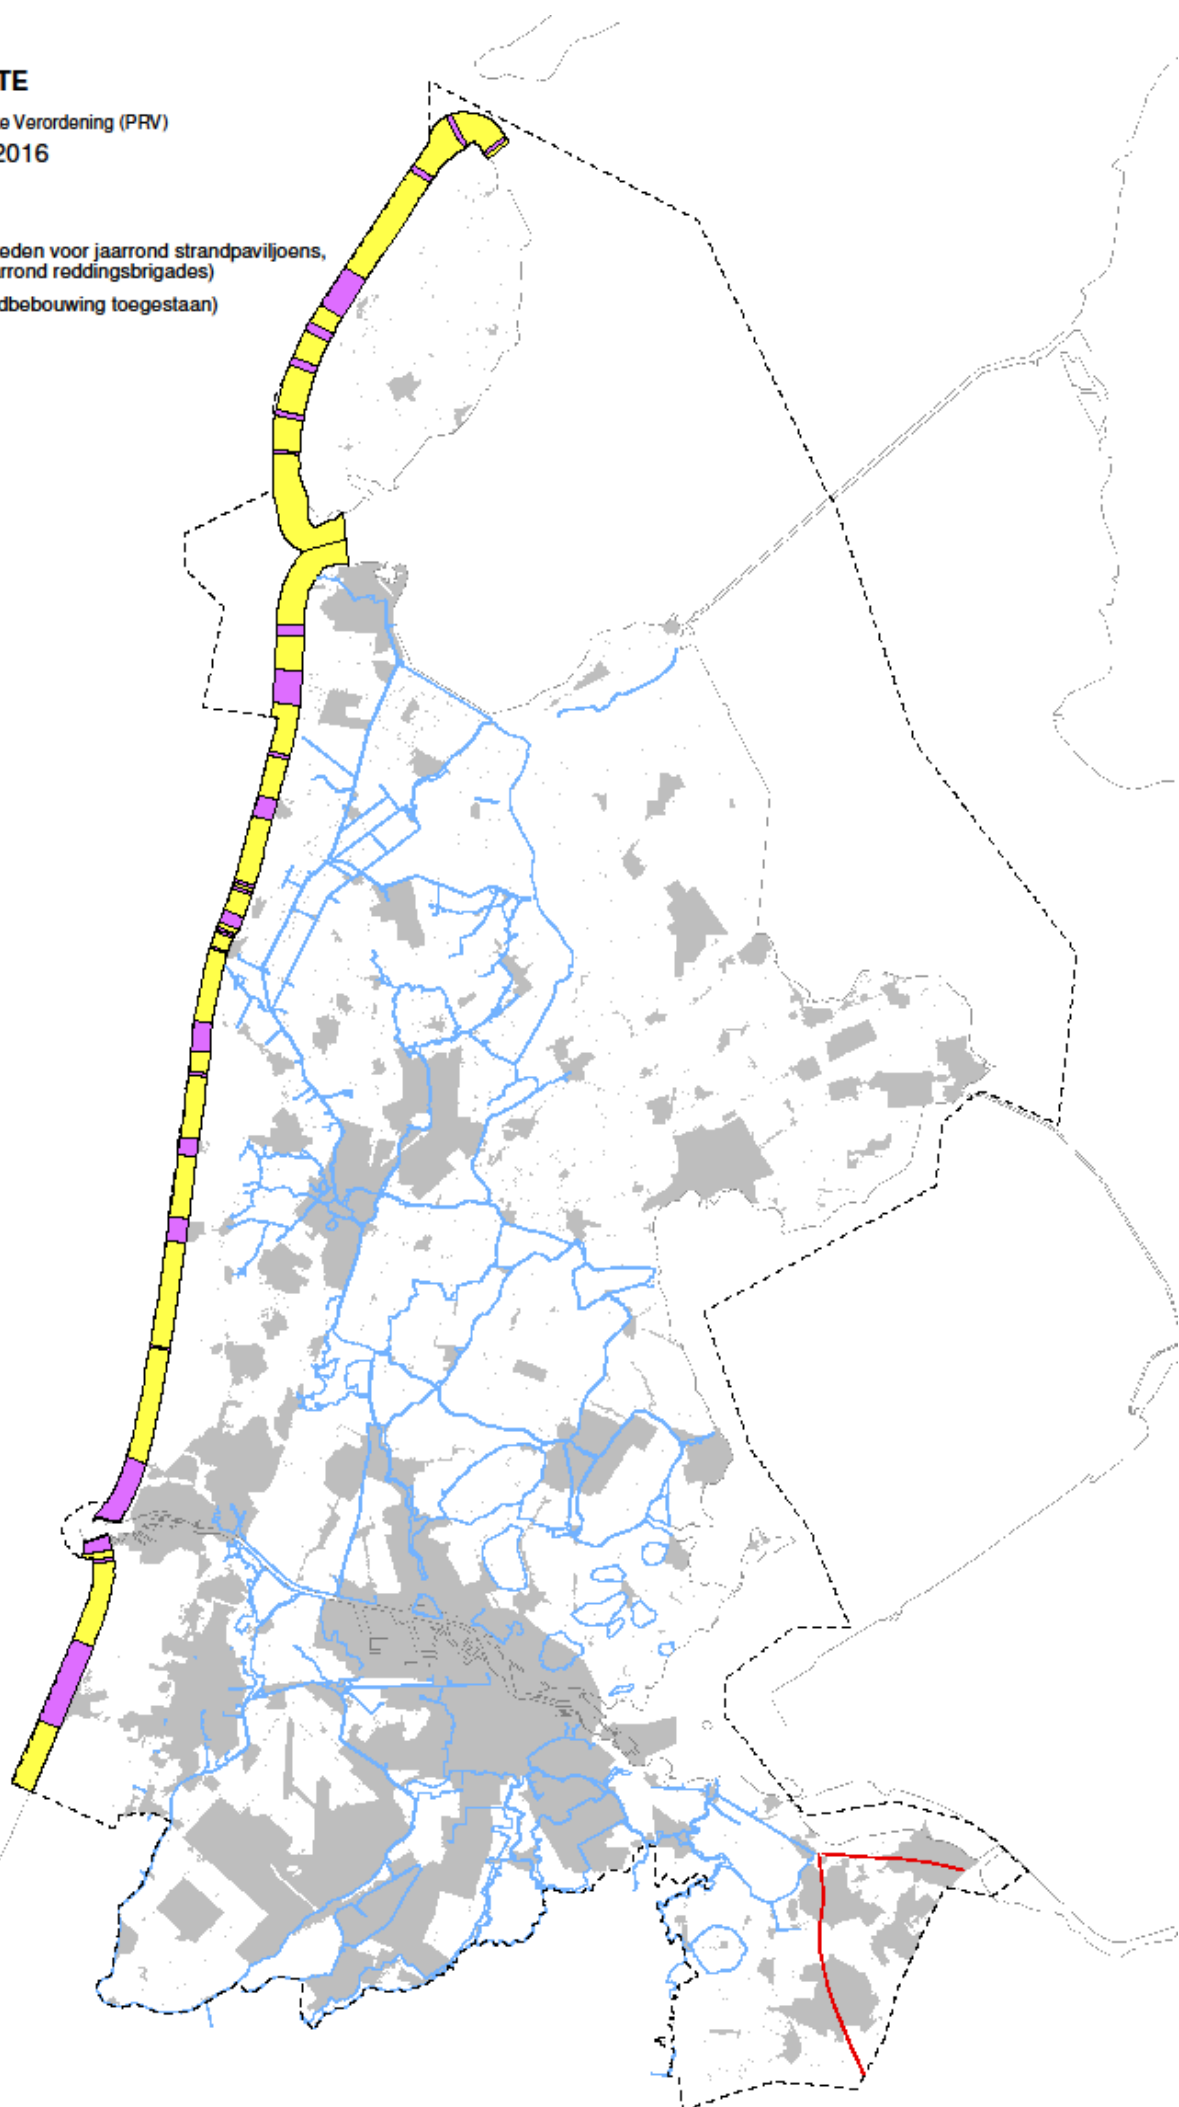 TE
e Verordening (PRV)
2016
eden voor jaarrond strandpaviljoens,
rrond reddingsbrigades)
dbebouwing toegestaan)